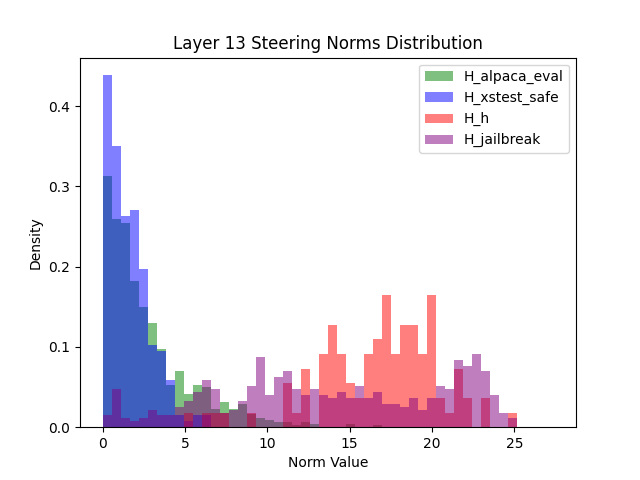 Layer 13 Steering Norms Distribution
H_alpaca_eval
H_xstest_safe
H_h
H_jailbreak
Density
0.4
0.3
0.2
0.1
0.0
0 5 10 15 20 25
Norm Value